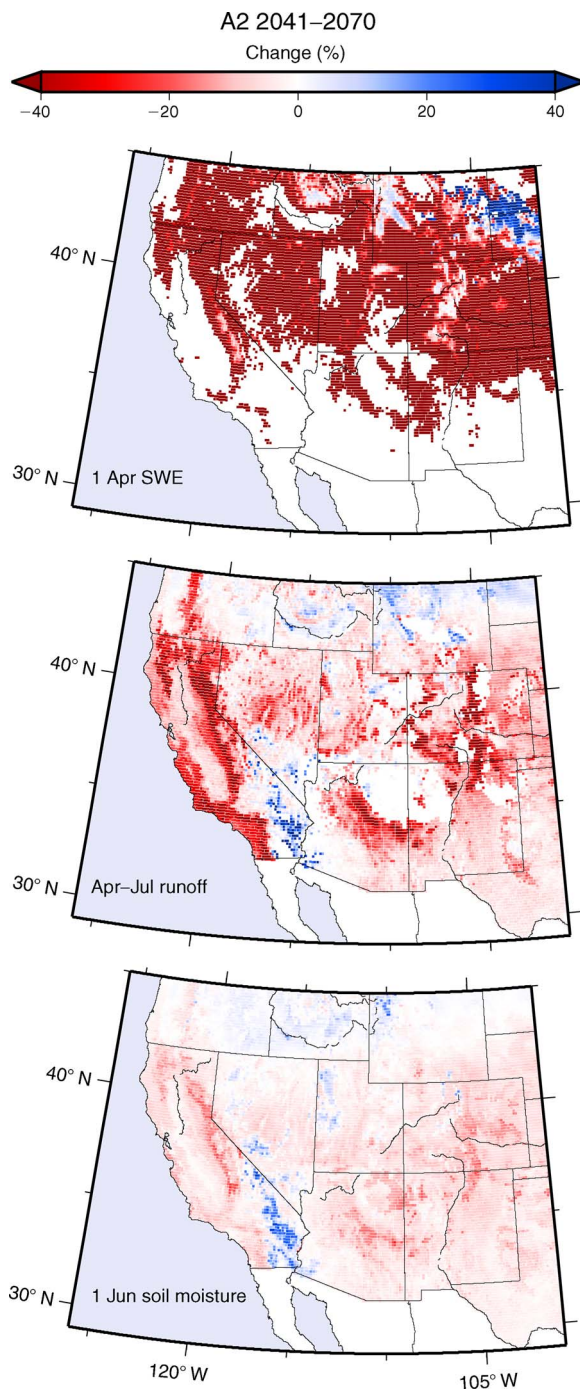 A2 2041–2070
Change (%)
−40 −20 0 20 40
40° N
30° N
1 Apr SWE
40° N
30° N
Apr–Jul runoff
40° N
30° N
1 Jun soil moisture
120° W 105° W